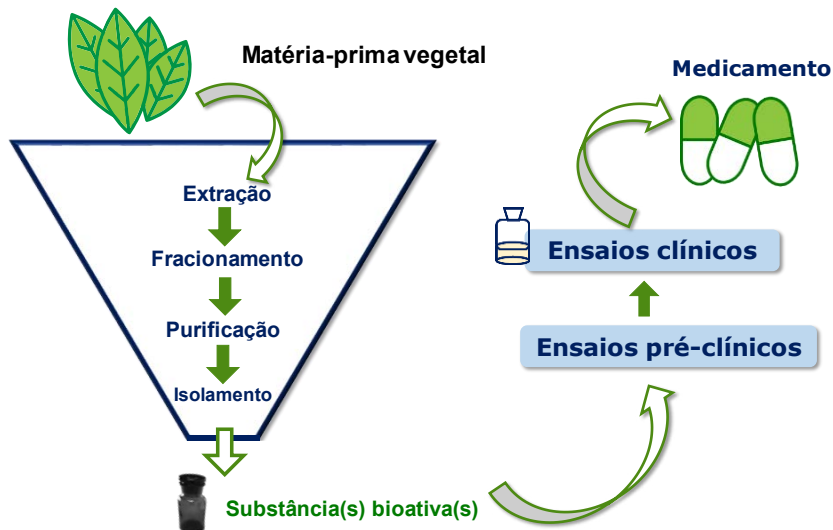 Matéria-prima vegetal
Extração
Fracionamento
Purificação
Isolamento
Substância(s) bioativa(s)
Ensaios pré-clínicos
Ensaios clínicos
Medicamento